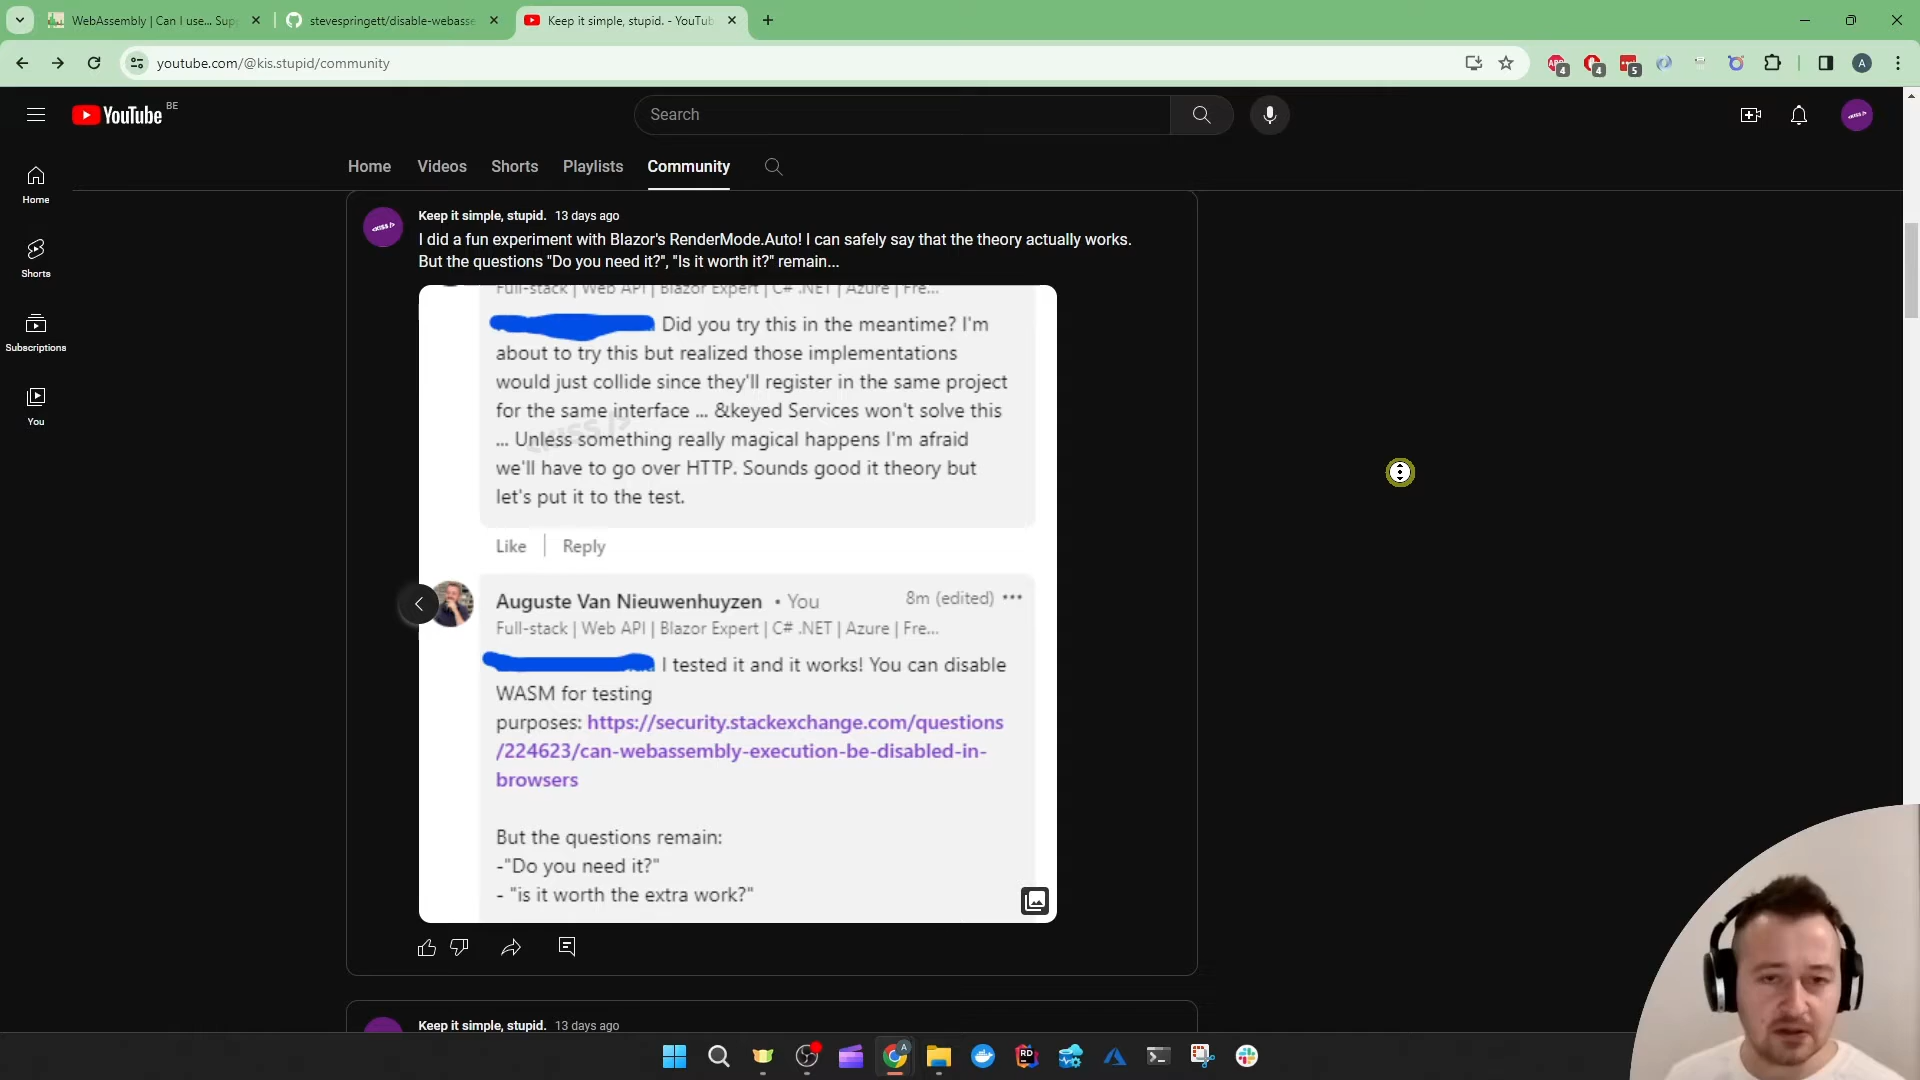 WebAssembly | Can I use... Sup
stevespringett/disable-webasse
Keep it simple, stupid. - YouTub
youtube.com/@kis.stupid/community
4
4
5
A
YouTube
BE
Search
<KISS />
Home
Videos
Shorts
Playlists
Community
Home
Shorts
Subscriptions
You
<KISS />
Keep it simple, stupid. 13 days ago
I did a fun experiment with Blazor's RenderMode.Auto! I can safely say that the theory actually works.
But the questions "Do you need it?", "Is it worth it?" remain...
Full-stack | Web API | Blazor Expert | C# .NET | Azure | Fre...
Did you try this in the meantime? I'm
about to try this but realized those implementations
would just collide since they'll register in the same project
for the same interface ... &keyed Services won't solve this
... Unless something really magical happens I'm afraid
we'll have to go over HTTP. Sounds good it theory but
let's put it to the test.
<KISS />
Like | Reply
Auguste Van Nieuwenhuyzen • You
8m (edited) •••
Full-stack | Web API | Blazor Expert | C# .NET | Azure | Fre...
I tested it and it works! You can disable
WASM for testing
purposes: https://security.stackexchange.com/questions
/224623/can-webassembly-execution-be-disabled-in-
browsers
But the questions remain:
-"Do you need it?"
- "is it worth the extra work?"
Keep it simple, stupid. 13 days ago
A
RD